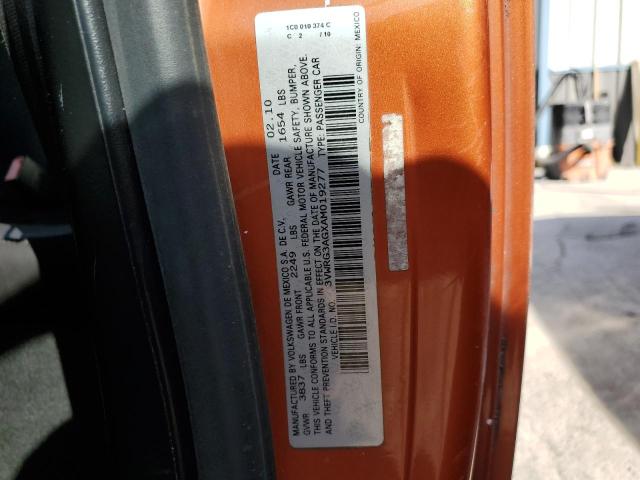 1C0 010 374 C
C 2 /10
MANUFACTURED BY VOLKSWAGEN DE MEXICO S.A. DE C.V. DATE 02.10
GVWR 3637 LBS GAWR FRONT 2249 LBS GAWR REAR 1654 LBS
THIS VEHICLE CONFORMS TO ALL APPLICABLE U.S. FEDERAL MOTOR VEHICLE SAFETY, BUMPER,
AND THEFT PREVENTION STANDARDS IN EFFECT ON THE DATE OF MANUFACTURE SHOWN ABOVE.
VEHICLE I.D. NO. 3VWRG3AGXAM019277 TYPE: PASSENGER CAR
COUNTRY OF ORIGIN: MEXICO